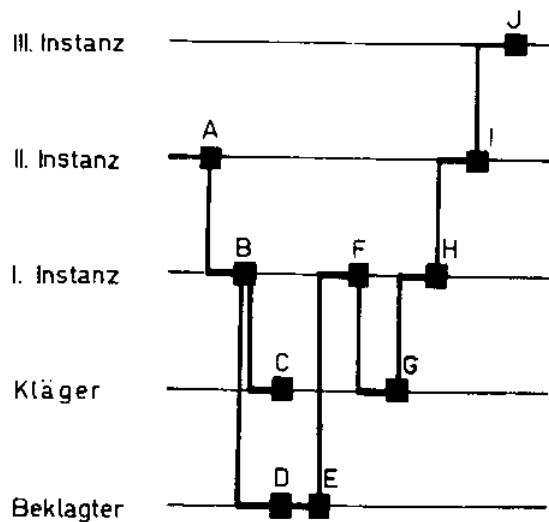 J
III. Instanz
A
II. Instanz
I
B
F
I. Instanz
H
C
G
Kläger
D
E
Beklagter